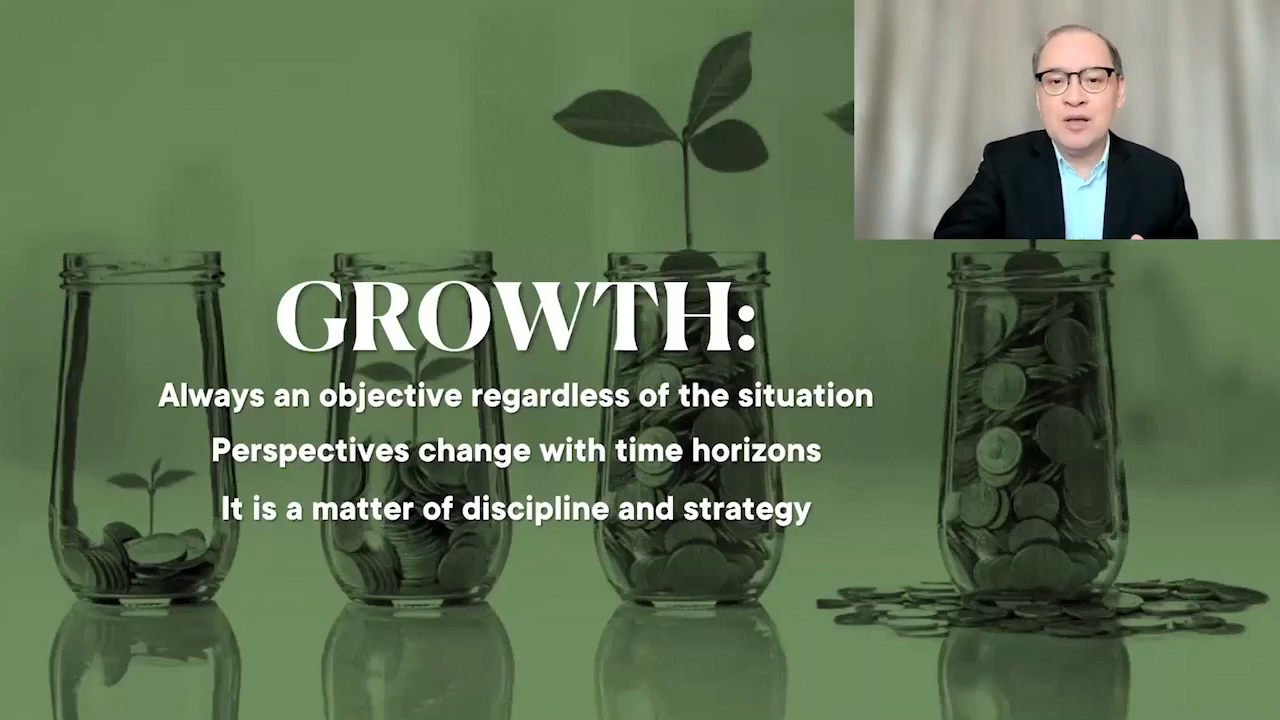 GROWTH:
Always an objective regardless of the situation
Perspectives change with time horizons
It is a matter of discipline and strategy